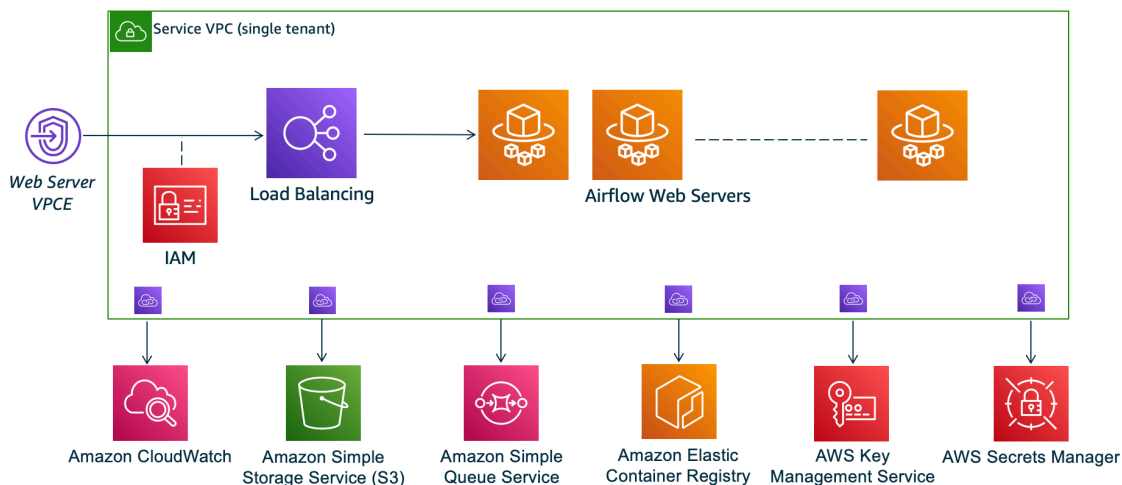 Service VPC (single tenant)
Web Server
VPCE
IAM
Load Balancing
Airflow Web Servers
Amazon CloudWatch
Amazon Simple
Storage Service (S3)
Amazon Simple
Queue Service
Amazon Elastic
Container Registry
AWS Key
Management Service
AWS Secrets Manager